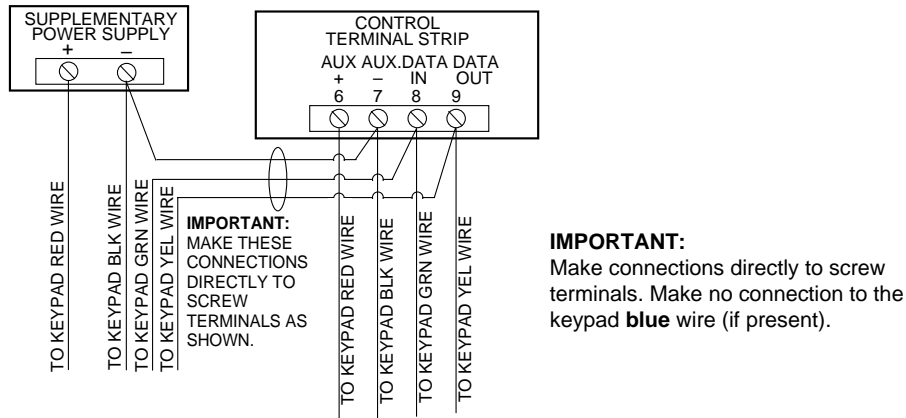 SUPPLEMENTARY
POWER SUPPLY
+ –
CONTROL
TERMINAL STRIP
AUX AUX.DATA DATA
+ – IN OUT
6 7 8 9
TO KEYPAD RED WIRE
TO KEYPAD BLK WIRE
TO KEYPAD GRN WIRE
TO KEYPAD YEL WIRE
IMPORTANT:
MAKE THESE
CONNECTIONS
DIRECTLY TO
SCREW
TERMINALS AS
SHOWN.
TO KEYPAD RED WIRE
TO KEYPAD BLK WIRE
TO KEYPAD GRN WIRE
TO KEYPAD YEL WIRE
IMPORTANT:
Make connections directly to screw
terminals. Make no connection to the
keypad blue wire (if present).